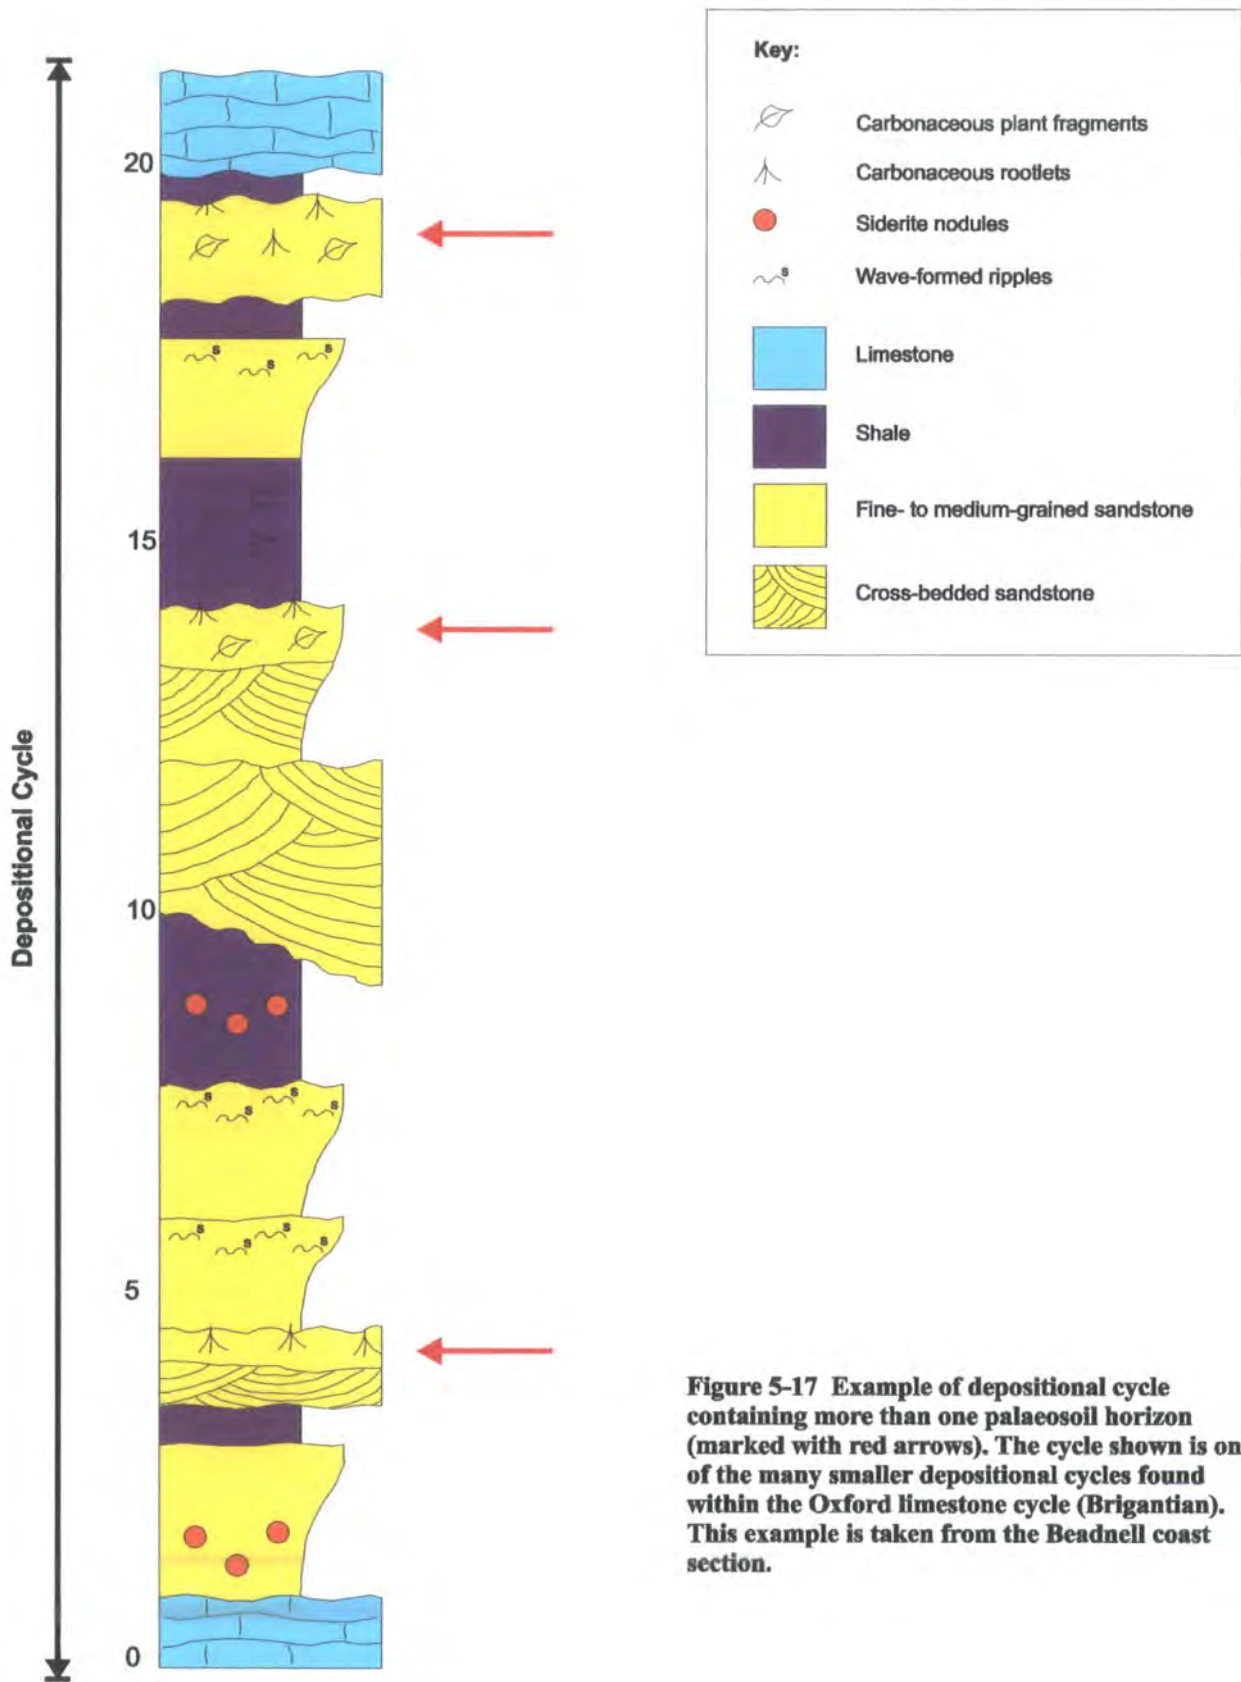 Key:
Carbonaceous plant fragments
Carbonaceous rootlets
Siderite nodules
s
Wave-formed ripples
Limestone
Shale
Fine- to medium-grained sandstone
Cross-bedded sandstone
Depositional Cycle
20
s
s
s
15
10
s
s
s
s
s
s
s
s
5
0
Figure 5-17 Example of depositional cycle
containing more than one palaeosoil horizon
(marked with red arrows). The cycle shown is on
of the many smaller depositional cycles found
within the Oxford limestone cycle (Brigantian).
This example is taken from the Beadnell coast
section.